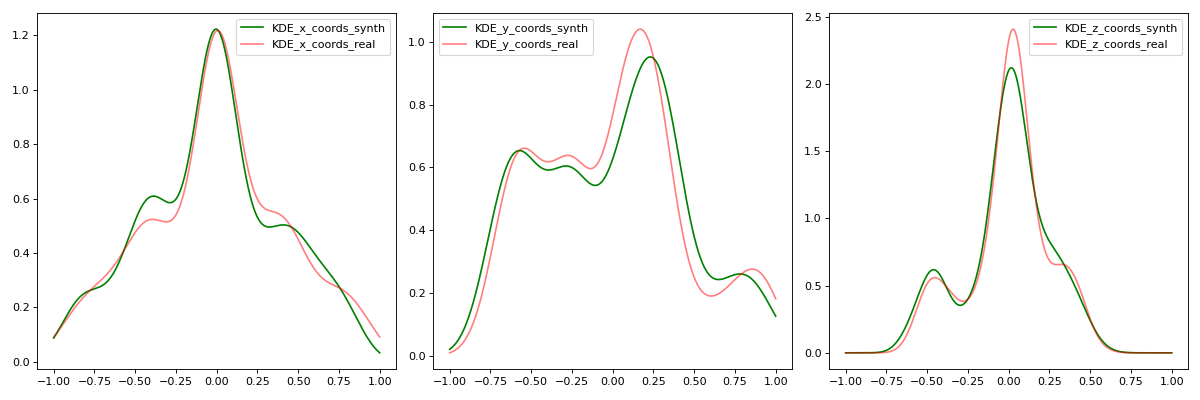 KDE_x_coords_synth
KDE_x_coords_real
1.2
1.0
0.8
0.6
0.4
0.2
0.0
−1.00 −0.75 −0.50 −0.25 0.00 0.25 0.50 0.75 1.00
KDE_y_coords_synth
KDE_y_coords_real
1.0
0.8
0.6
0.4
0.2
0.0
−1.00 −0.75 −0.50 −0.25 0.00 0.25 0.50 0.75 1.00
KDE_z_coords_synth
KDE_z_coords_real
2.5
2.0
1.5
1.0
0.5
0.0
−1.00 −0.75 −0.50 −0.25 0.00 0.25 0.50 0.75 1.00